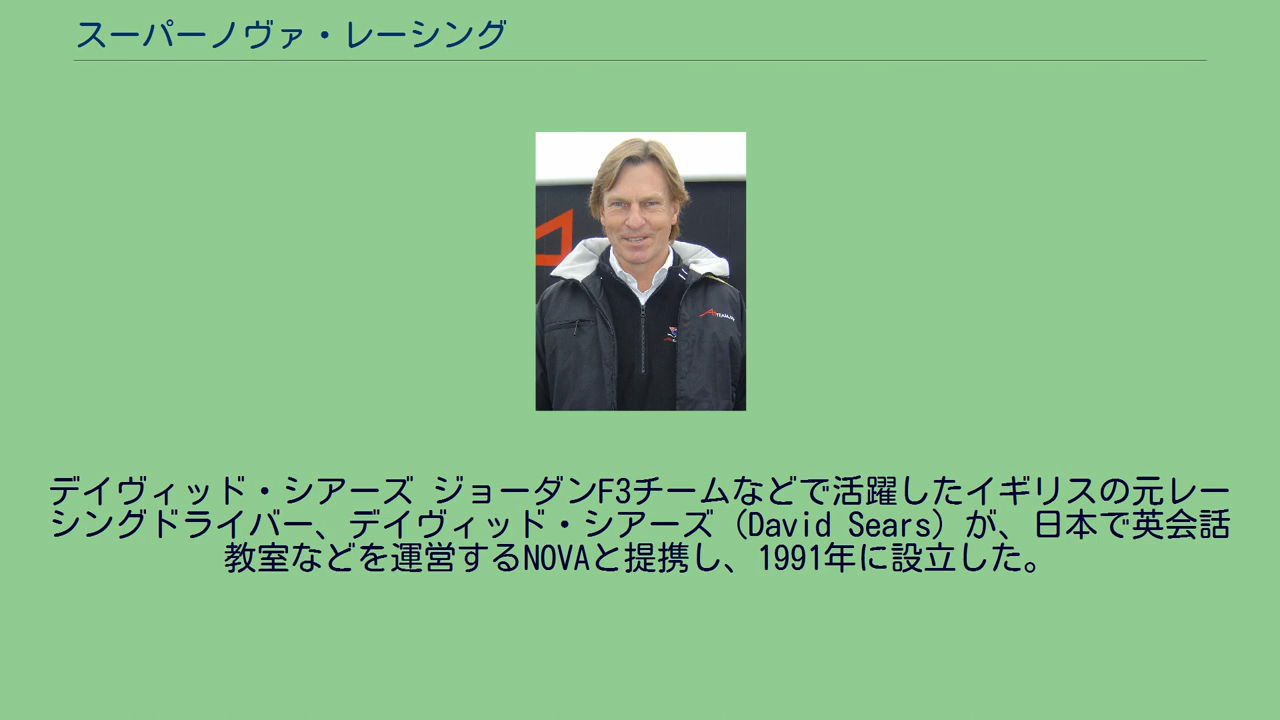 スーパーノヴァ・レーシング
デイヴィッド・シアーズ ジョーダンF3チームなどで活躍したイギリスの元レー
シングドライバー、デイヴィッド・シアーズ（David Sears）が、日本で英会話
教室などを運営するNOVAと提携し、1991年に設立した。